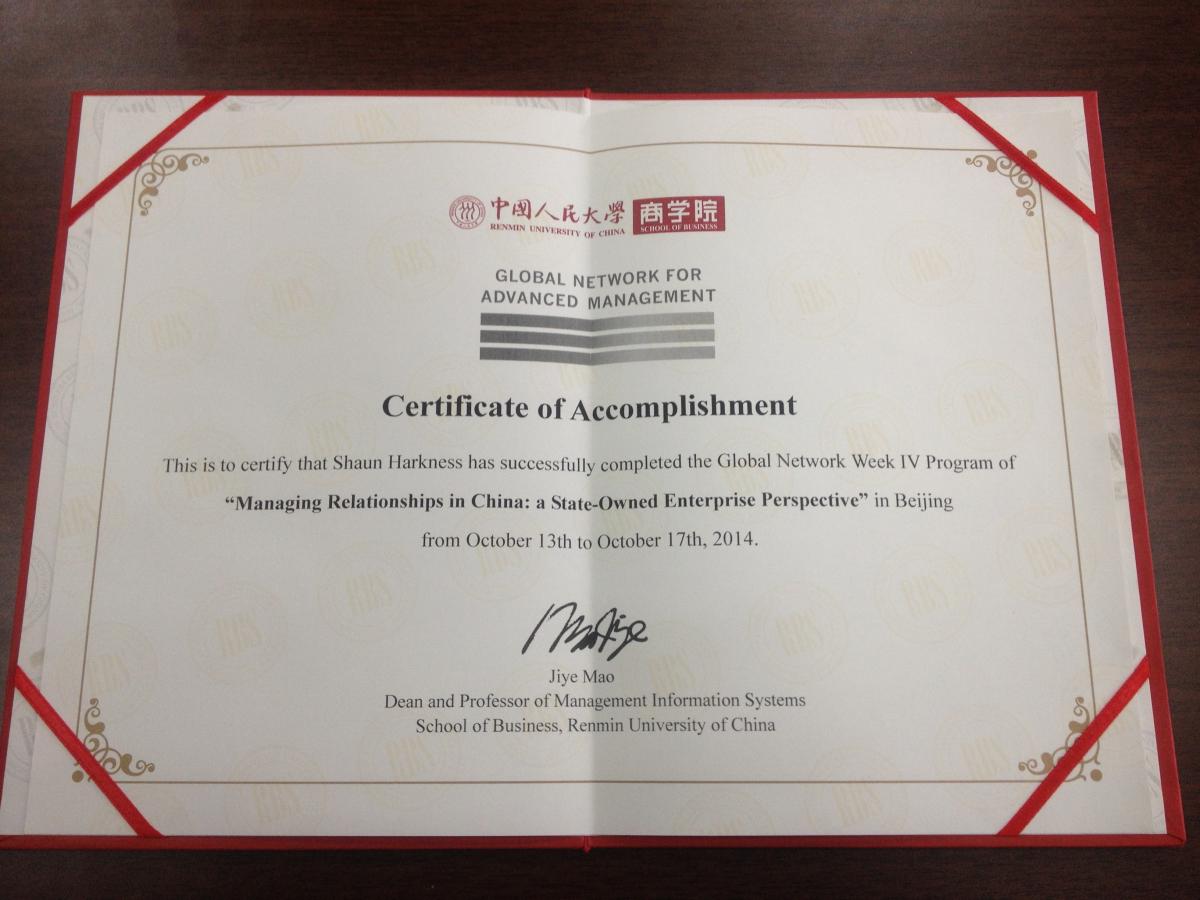 中國人民大學 商学院
RENMIN UNIVERSITY OF CHINA SCHOOL OF BUSINESS
GLOBAL NETWORK FOR
ADVANCED MANAGEMENT
Certificate of Accomplishment
This is to certify that Shaun Harkness has successfully completed the Global Network Week IV Program of
“Managing Relationships in China: a State-Owned Enterprise Perspective” in Beijing
from October 13th to October 17th, 2014.
Jiye Mao
Dean and Professor of Management Information Systems
School of Business, Renmin University of China